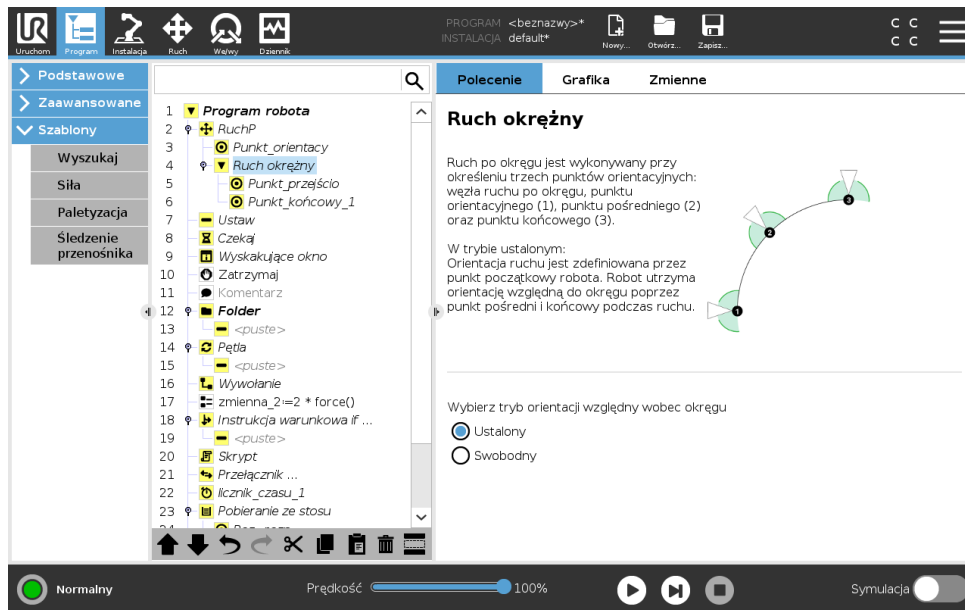 PROGRAM <beznazwy>*
INSTALACJA default*
Uruchom Program Instalacja Ruch We/wy Dziennik Nowy... Otwórz... Zapisz...
C C
C C
Podstawowe
Zaawansowane
Szablony
Wyszukaj
Siła
Paletyzacja
Śledzenie
przenośnika
1 Program robota
2 RuchP
3 Punkt_orientacy
4 Ruch okrężny
5 Punkt_przejścio
6 Punkt_końcowy_1
7 Ustaw
8 Czekaj
9 Wyskakujące okno
10 Zatrzymaj
11 Komentarz
12 Folder
13 <puste>
14 Pętla
15 <puste>
16 Wywołanie
17 zmienna_2≔2 * force()
18 Instrukcja warunkowa if ...
19 <puste>
20 Skrypt
21 Przełącznik ...
22 licznik_czasu_1
23 Pobieranie ze stosu
Polecenie Grafika Zmienne
Ruch okrężny
Ruch po okręgu jest wykonywany przy
określeniu trzech punktów orientacyjnych:
węzła ruchu po okręgu, punktu
orientacyjnego (1), punktu pośredniego (2)
oraz punktu końcowego (3).
W trybie ustalonym:
Orientacja ruchu jest zdefiniowana przez
punkt początkowy robota. Robot utrzyma
orientację względną do okręgu poprzez
punkt pośredni i końcowy podczas ruchu.
3
2
1
Wybierz tryb orientacji względny wobec okręgu
Ustalony
Swobodny
Normalny
Prędkość 100%
Symulacja